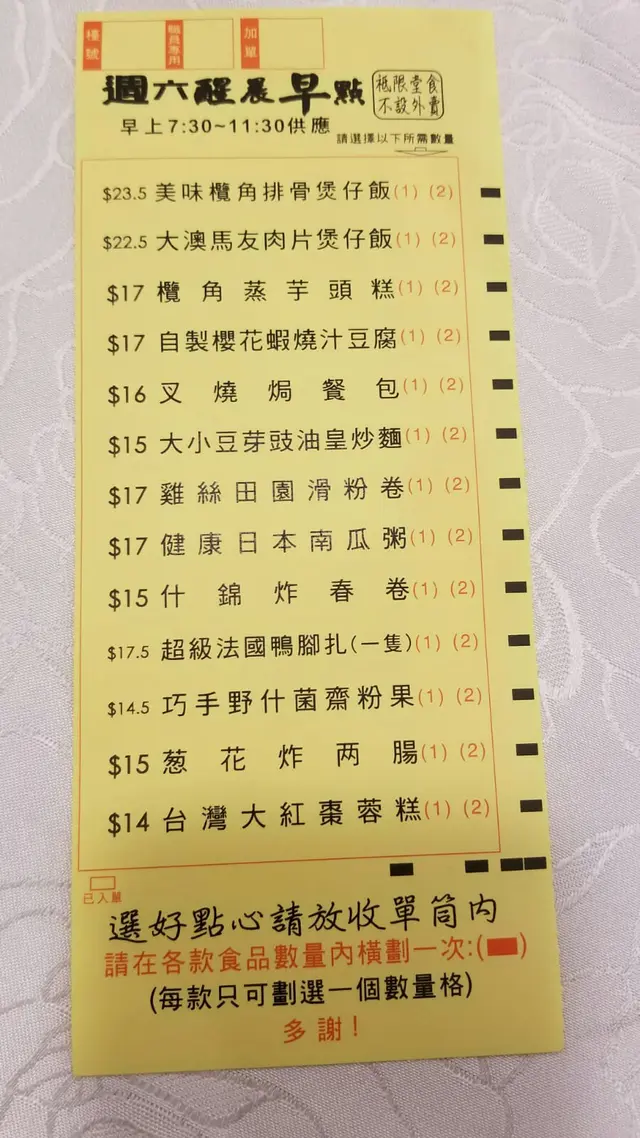 檯號
職員專用
加單
週六醒晨早點
祗限堂食
不設外賣
早上7:30~11:30供應
請選擇以下所需數量
$23.5 美味欖角排骨煲仔飯(1) (2)
$22.5 大澳馬友肉片煲仔飯(1) (2)
$17 欖角蒸芋頭糕(1) (2)
$17 自製櫻花蝦燒汁豆腐(1) (2)
$16 叉燒焗餐包(1) (2)
$15 大小豆芽豉油皇炒麵(1) (2)
$17 雞絲田園滑粉卷(1) (2)
$17 健康日本南瓜粥(1) (2)
$15 什錦炸春卷(1) (2)
$17.5 超級法國鴨腳扎(一隻)(1) (2)
$14.5 巧手野什菌齋粉果(1) (2)
$15 葱花炸两腸(1) (2)
$14 台灣大紅棗蓉糕(1) (2)
已入單
選好點心請放收單筒內
請在各款食品數量內橫劃一次:( )
(每款只可劃選一個數量格)
多謝!